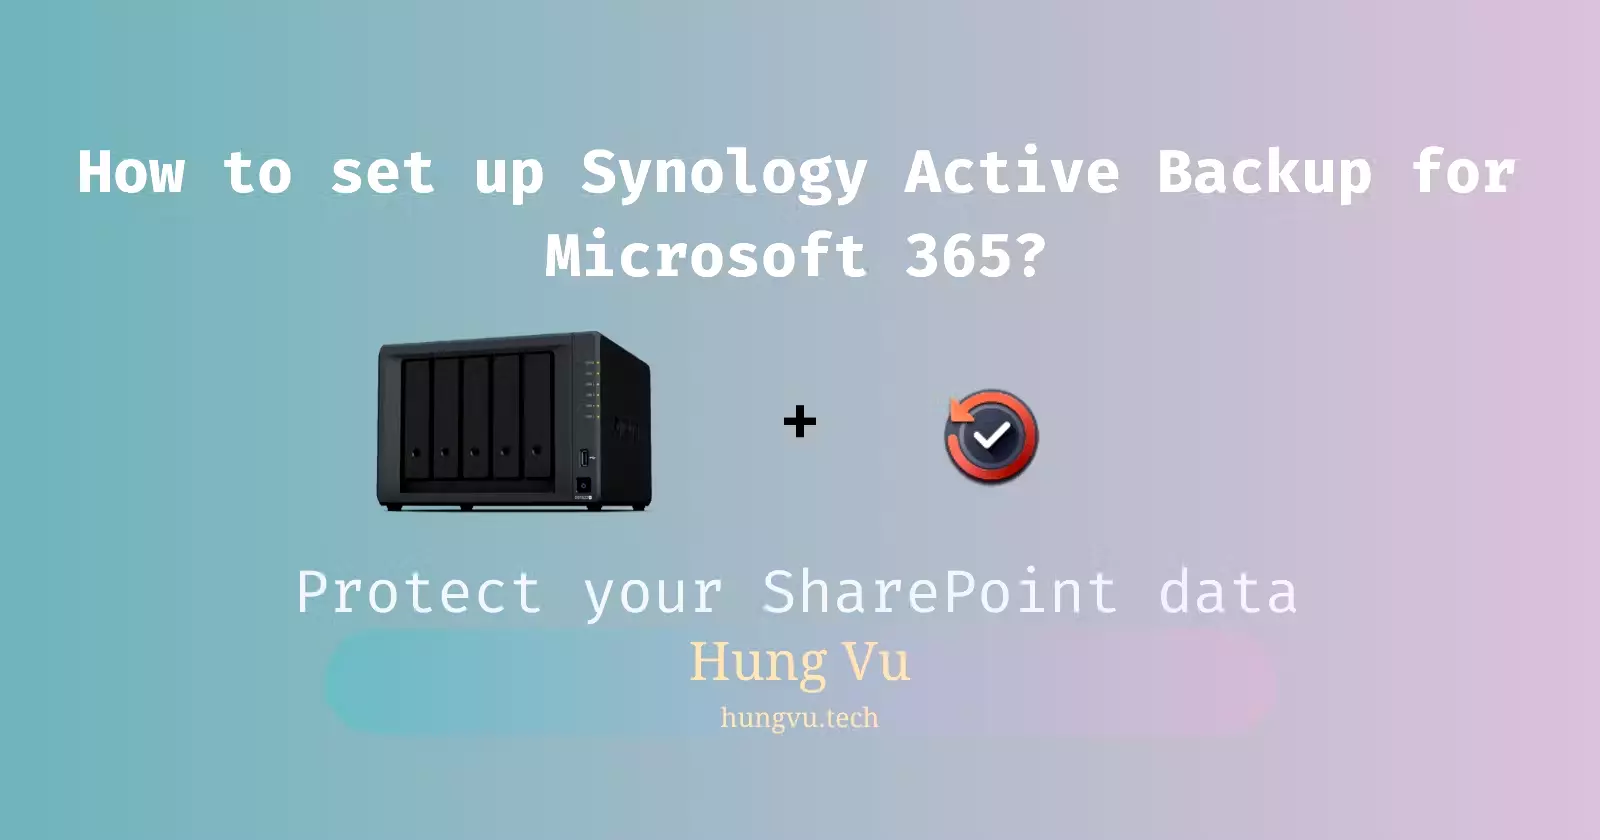 How to set up Synology Active Backup for
Microsoft 365?
+
Protect your SharePoint data
Hung Vu
hungvu.tech